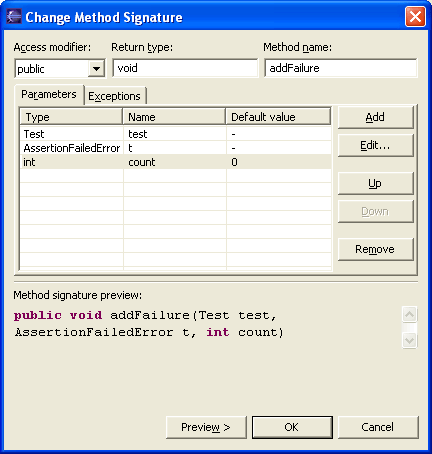 Change Method Signature
Access modifier: Return type: Method name:
public void addFailure
Parameters Exceptions
Type Name Default value
Test test -
AssertionFailedError t -
int count 0
Add
Edit...
Up
Down
Remove
Method signature preview:
public void addFailure(Test test,
AssertionFailedError t, int count)
Preview > OK Cancel